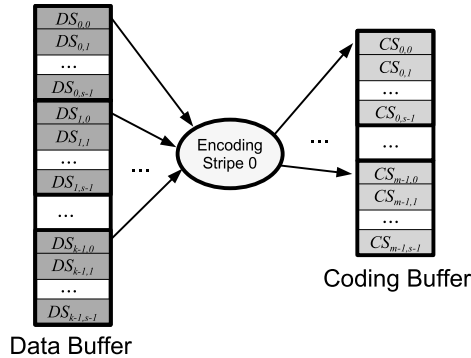 DS0,0
DS0,1
...
DS0,s-1
DS1,0
DS1,1
...
DS1,s-1
...
DSk-1,0
DSk-1,1
...
DSk-1,s-1
Data Buffer
...
Encoding
Stripe 0
...
CS0,0
CS0,1
...
CS0,s-1
...
CSm-1,0
CSm-1,1
...
CSm-1,s-1
Coding Buffer